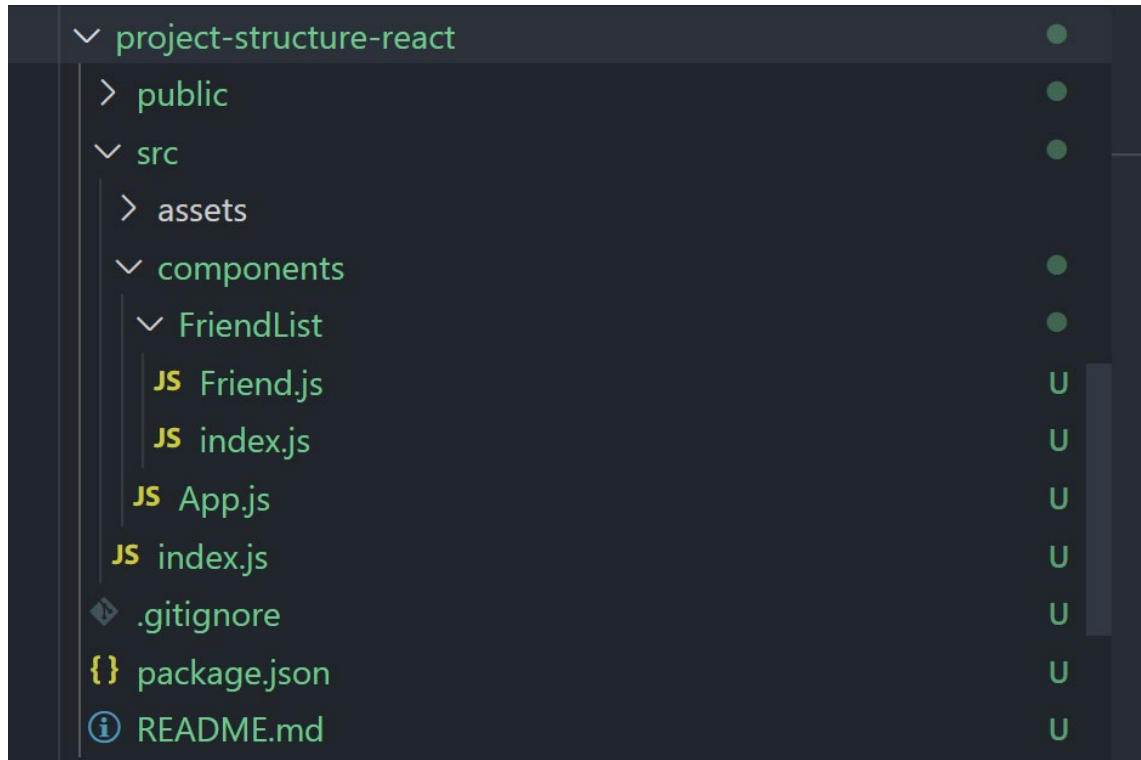 project-structure-react
public
src
assets
components
FriendList
JS Friend.js U
JS index.js U
JS App.js U
JS index.js U
.gitignore U
{} package.json U
README.md U